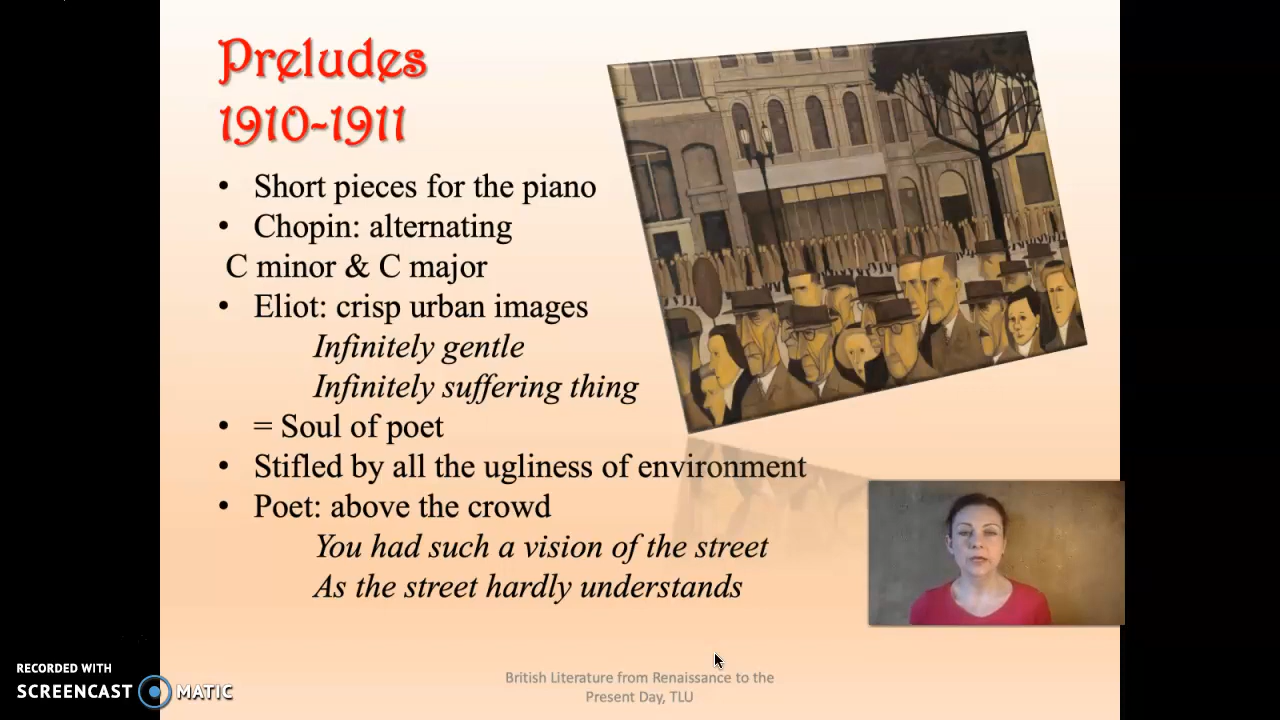 Preludes
1910-1911
• Short pieces for the piano
• Chopin: alternating
C minor & C major
• Eliot: crisp urban images
Infinitely gentle
Infinitely suffering thing
• = Soul of poet
• Stifled by all the ugliness of environment
• Poet: above the crowd
You had such a vision of the street
As the street hardly understands
British Literature from Renaissance to the
Present Day, TLU
RECORDED WITH
SCREENCAST MATIC